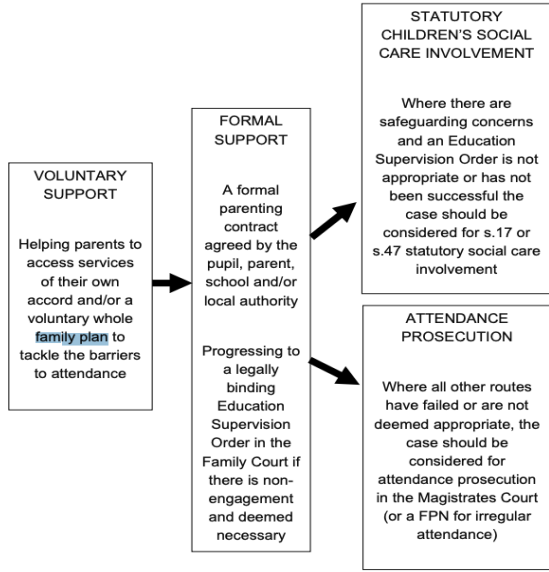 VOLUNTARY
SUPPORT
Helping parents to
access services
of their own
accord and/or a
voluntary whole
family plan to
tackle the barriers
to attendance
FORMAL
SUPPORT
A formal
parenting
contract
agreed by the
pupil, parent,
school and/or
local authority
Progressing to
a legally
binding
Education
Supervision
Order in the
Family Court if
there is non-
engagement
and deemed
necessary
STATUTORY
CHILDREN’S SOCIAL
CARE INVOLVEMENT
Where there are
safeguarding concerns
and an Education
Supervision Order is not
appropriate or has not
been successful the
case should be
considered for s.17 or
s.47 statutory social care
involvement
ATTENDANCE
PROSECUTION
Where all other routes
have failed or are not
deemed appropriate, the
case should be
considered for
attendance prosecution
in the Magistrates Court
(or a FPN for irregular
attendance)